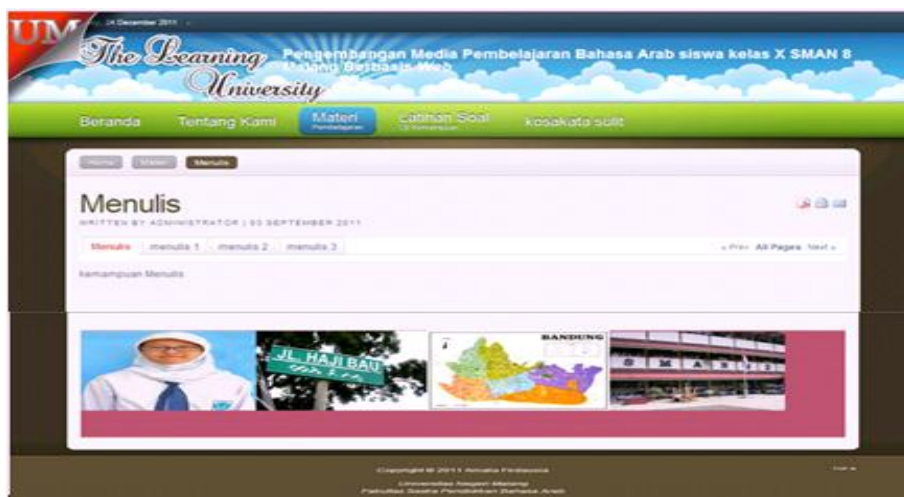 UM
24 December 2011
The Learning
University
Pengembangan Media Pembelajaran Bahasa Arab siswa kelas X SMAN 8
Malang Berbasis Web
Beranda Tentang Kami Materi Latihan Soal kosakata sulit
Pembelajaran
Home Materi Menulis
Menulis
WRITTEN BY ADMINISTRATOR | 03 SEPTEMBER 2011
Menulis menulis 1 menulis 2 menulis 3 « Prev All Pages Next »
kemampuan Menulis
JL. HAJI BAU
BANDUNG
S M A N
Copyright © 2011 Amalia
Universitas Negeri Malang
Fakultas Sastra Pendidikan Bahasa Arab